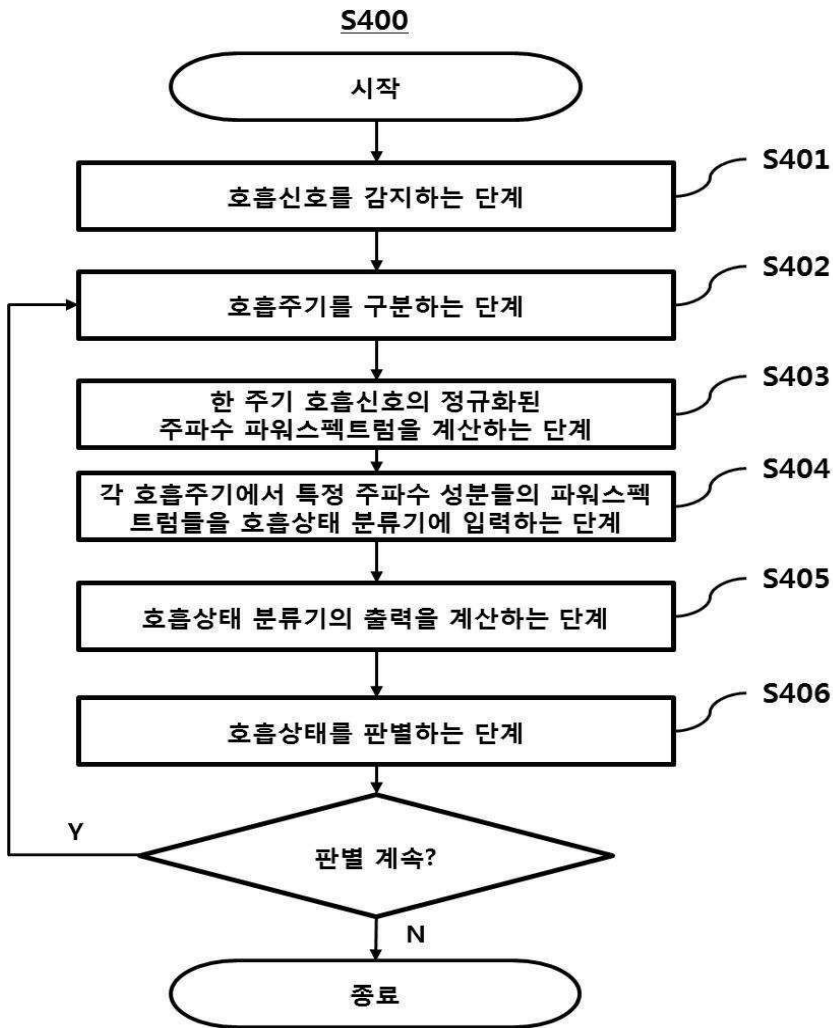 S400
시작
S401
호흡신호를 감지하는 단계
S402
호흡주기를 구분하는 단계
S403
한 주기 호흡신호의 정규화된
주파수 파워스펙트럼을 계산하는 단계
S404
각 호흡주기에서 특정 주파수 성분들의 파워스펙
트럼들을 호흡상태 분류기에 입력하는 단계
S405
호흡상태 분류기의 출력을 계산하는 단계
S406
호흡상태를 판별하는 단계
Y
판별 계속?
N
종료